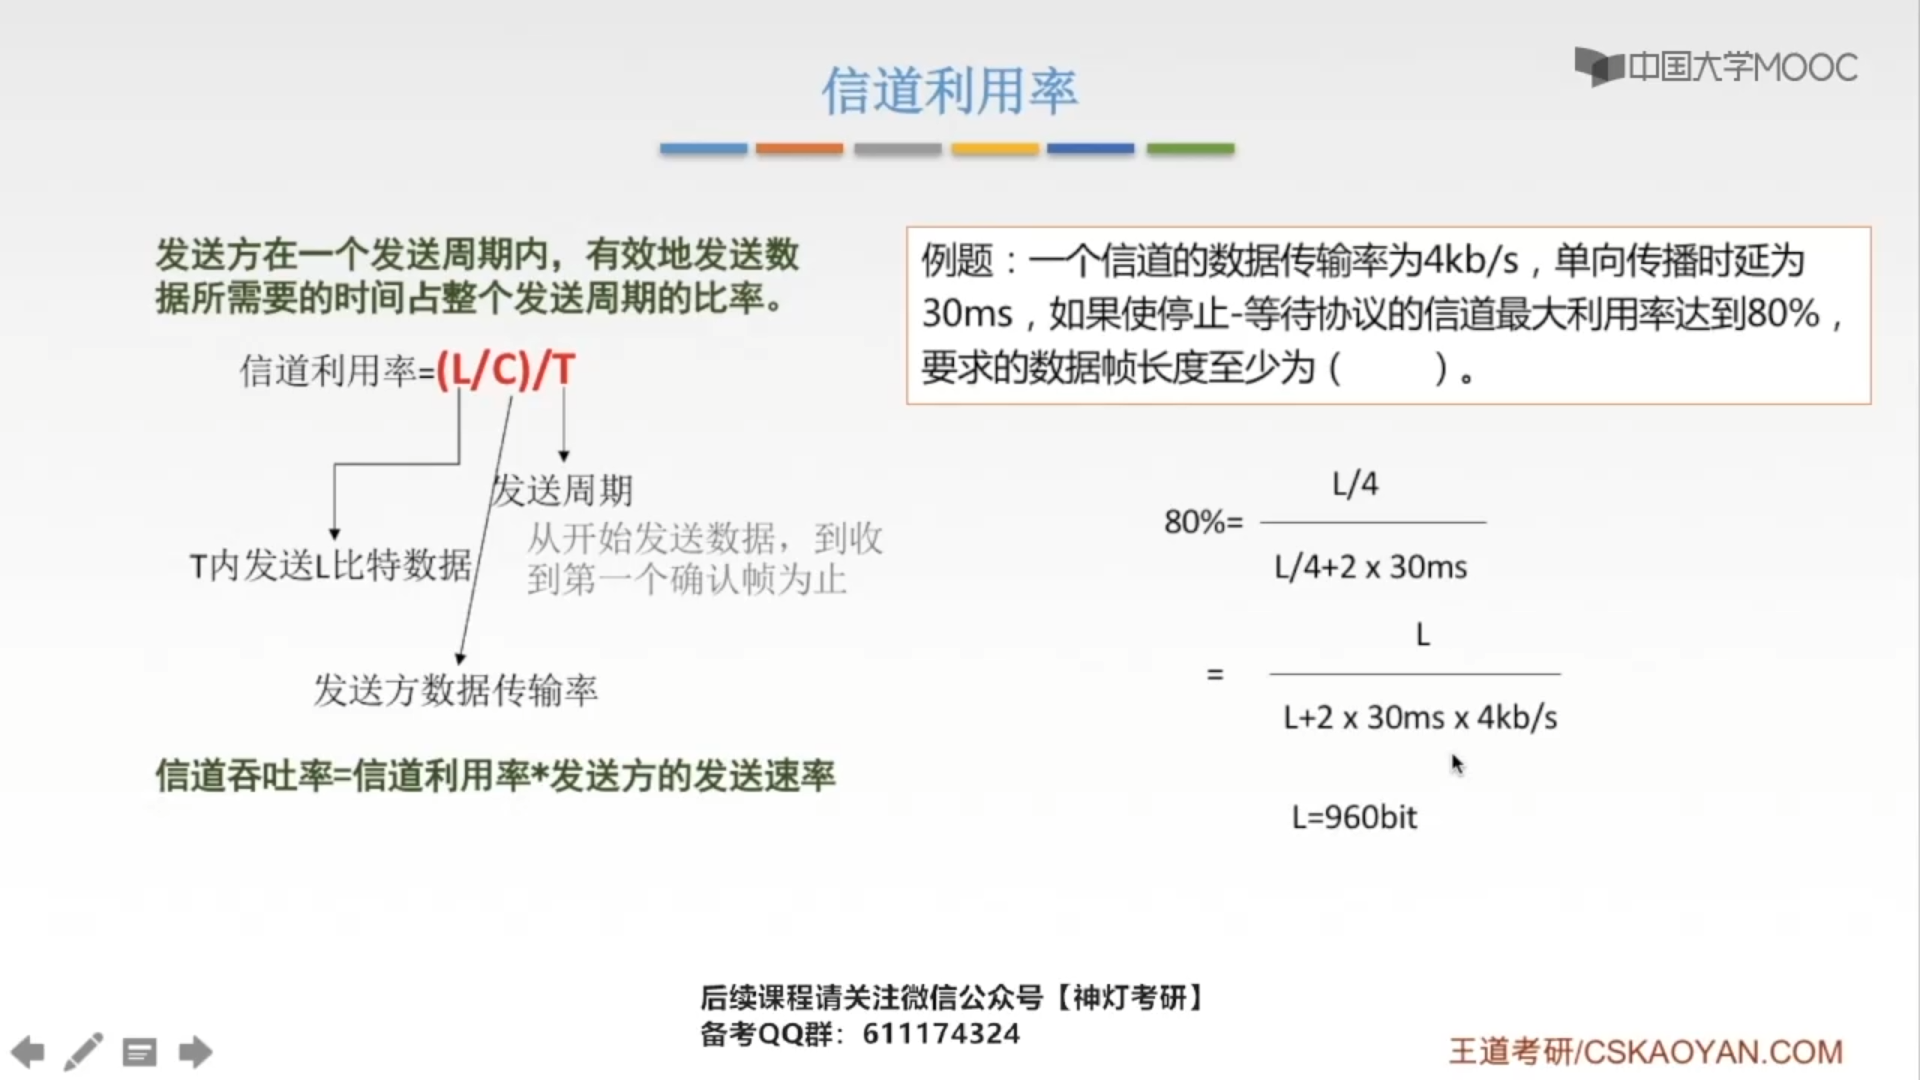 信道利用率
中国大学MOOC
发送方在一个发送周期内，有效地发送数
据所需要的时间占整个发送周期的比率。
信道利用率=(L/C)/T
发送周期
从开始发送数据，到收
到第一个确认帧为止
T内发送L比特数据
发送方数据传输率
信道吞吐率=信道利用率*发送方的发送速率
例题：一个信道的数据传输率为4kb/s，单向传播时延为
30ms，如果使停止-等待协议的信道最大利用率达到80%，
要求的数据帧长度至少为（ ）。
L/4
80%=
L/4+2 x 30ms
L
=
L+2 x 30ms x 4kb/s
L=960bit
后续课程请关注微信公众号【神灯考研】
备考QQ群：611174324
王道考研/CSKAOYAN.COM